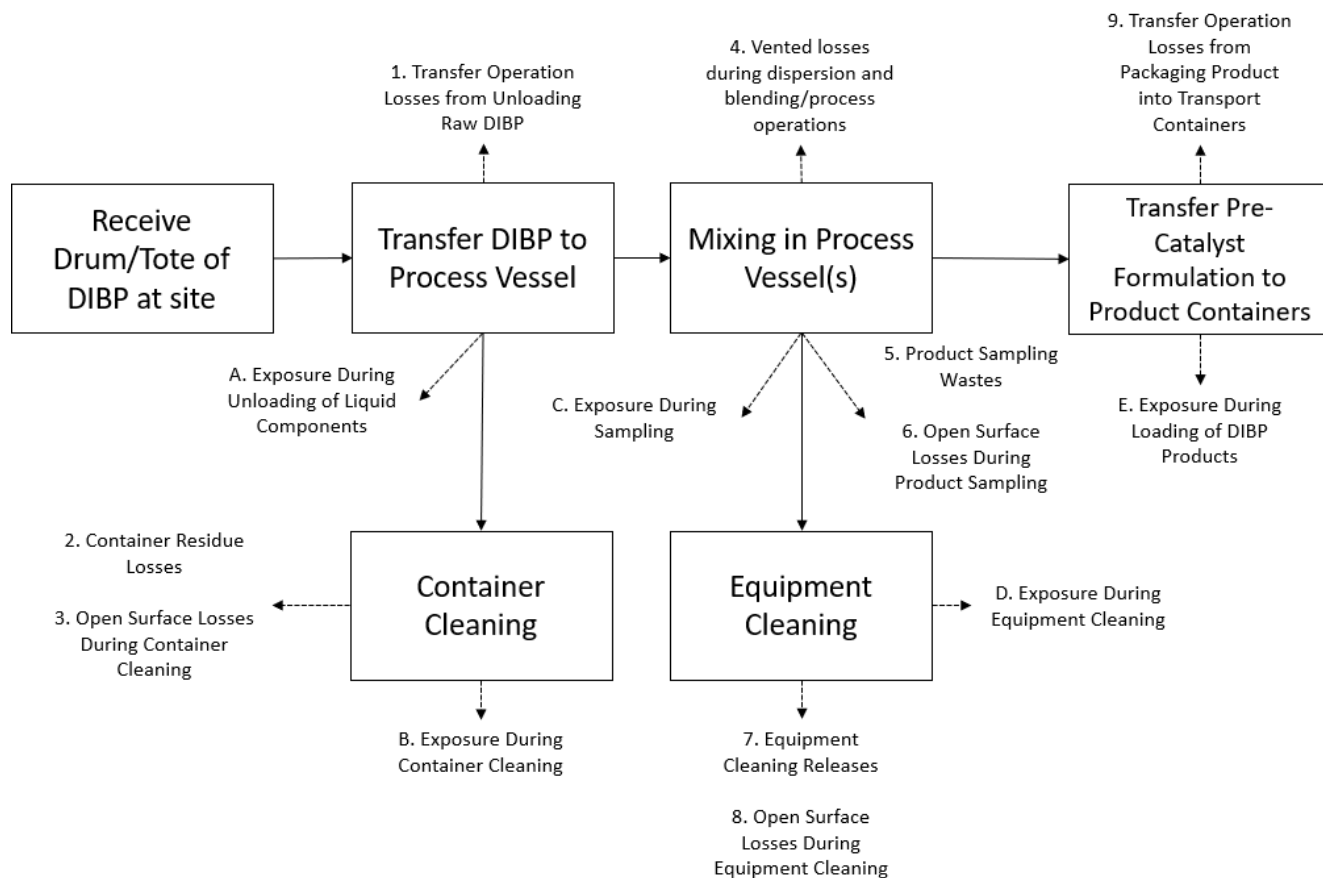 1. Transfer Operation
Losses from Unloading
Raw DIBP
4. Vented losses
during dispersion and
blending/process
operations
9. Transfer Operation
Losses from
Packaging Product
into Transport
Containers
Receive
Drum/Tote of
DIBP at site
Transfer DIBP to
Process Vessel
Mixing in Process
Vessel(s)
Transfer Pre-
Catalyst
Formulation to
Product Containers
A. Exposure During
Unloading of Liquid
Components
C. Exposure During
Sampling
5. Product Sampling
Wastes
6. Open Surface
Losses During
Product Sampling
E. Exposure During
Loading of DIBP
Products
2. Container Residue
Losses
3. Open Surface Losses
During Container
Cleaning
Container
Cleaning
Equipment
Cleaning
D. Exposure During
Equipment Cleaning
B. Exposure During
Container Cleaning
7. Equipment
Cleaning Releases
8. Open Surface
Losses During
Equipment Cleaning